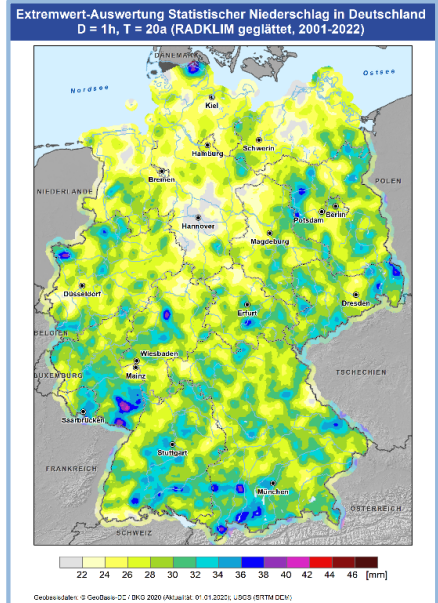 Extremwert-Auswertung Statistischer Niederschlag in Deutschland
D = 1h, T = 20a (RADKLIM geglättet, 2001-2022)
DÄNEMARK
Nordsee
Ostsee
Kiel
Hamburg
Schwerin
Bremen
NIEDERLANDE
POLEN
Berlin
Potsdam
Hannover
Magdeburg
Düsseldorf
Dresden
Erfurt
BELGIEN
Wiesbaden
Mainz
LUXEMBURG
TSCHECHIEN
Saarbrücken
Stuttgart
FRANKREICH
München
ÖSTERREICH
SCHWEIZ
22 24 26 28 30 32 34 36 38 40 42 44 46 [mm]
Geobasisdaten: © GeoBasis-DE / BKG 2020 (Aktualität: 01.01.2020); USGS (SRTM DEM)